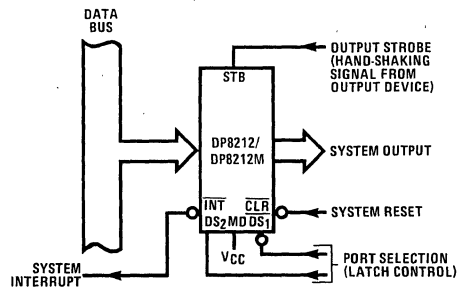 DATA
BUS
OUTPUT STROBE
(HAND-SHAKING
SIGNAL FROM
OUTPUT DEVICE)
STB
DP8212/
DP8212M
SYSTEM OUTPUT
INT
CLR
SYSTEM RESET
DS2 MD DS1
VCC
PORT SELECTION
(LATCH CONTROL)
SYSTEM
INTERRUPT